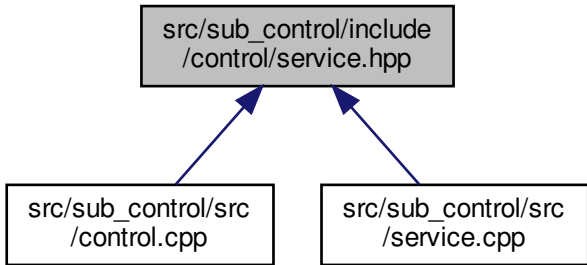 src/sub_control/include
/control/service.hpp
src/sub_control/src
/control.cpp
src/sub_control/src
/service.cpp